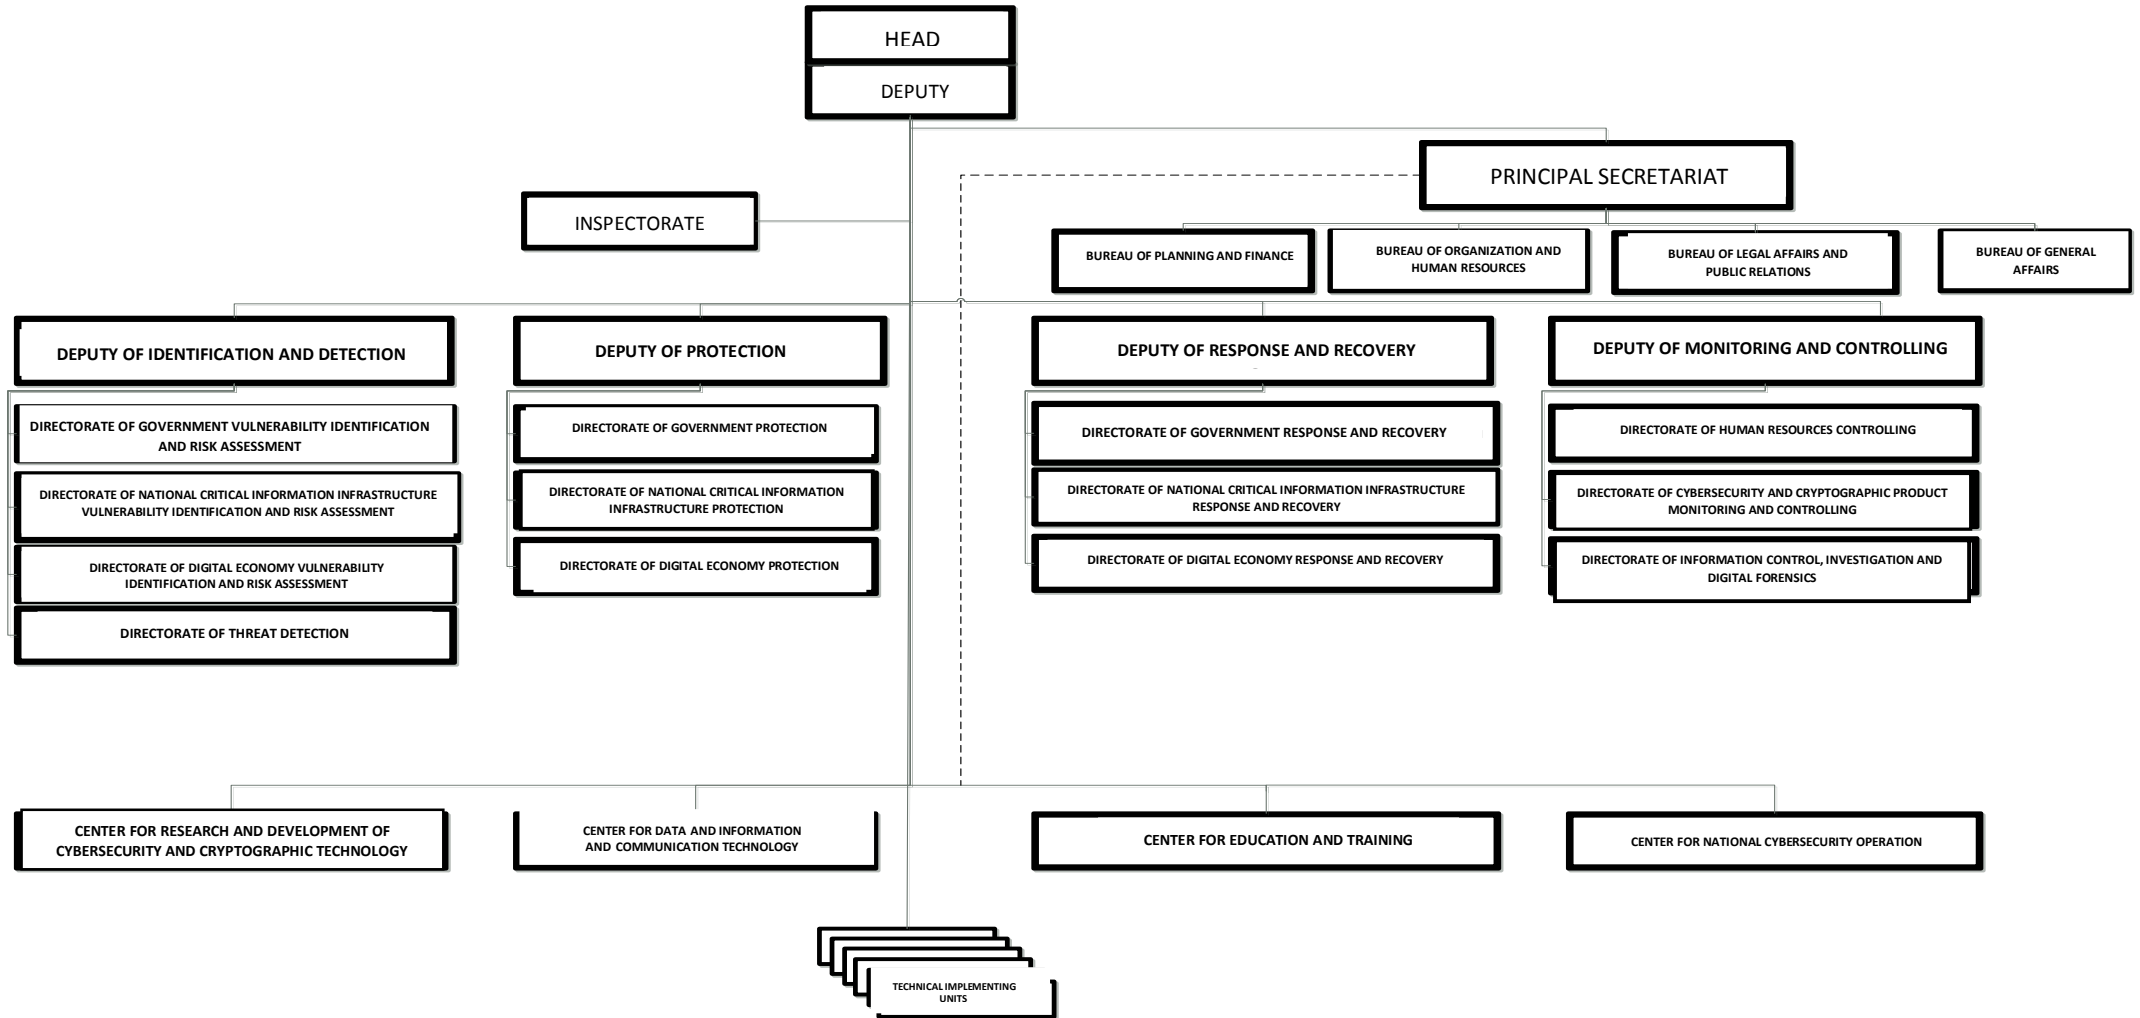 HEAD
DEPUTY
PRINCIPAL SECRETARIAT
INSPECTORATE
BUREAU OF PLANNING AND FINANCE
BUREAU OF ORGANIZATION AND
HUMAN RESOURCES
BUREAU OF LEGAL AFFAIRS AND
PUBLIC RELATIONS
BUREAU OF GENERAL
AFFAIRS
DEPUTY OF IDENTIFICATION AND DETECTION
DEPUTY OF PROTECTION
DEPUTY OF RESPONSE AND RECOVERY
DEPUTY OF MONITORING AND CONTROLLING
DIRECTORATE OF GOVERNMENT VULNERABILITY IDENTIFICATION
AND RISK ASSESSMENT
DIRECTORATE OF NATIONAL CRITICAL INFORMATION INFRASTRUCTURE
VULNERABILITY IDENTIFICATION AND RISK ASSESSMENT
DIRECTORATE OF DIGITAL ECONOMY VULNERABILITY
IDENTIFICATION AND RISK ASSESSMENT
DIRECTORATE OF THREAT DETECTION
DIRECTORATE OF GOVERNMENT PROTECTION
DIRECTORATE OF NATIONAL CRITICAL INFORMATION
INFRASTRUCTURE PROTECTION
DIRECTORATE OF DIGITAL ECONOMY PROTECTION
DIRECTORATE OF GOVERNMENT RESPONSE AND RECOVERY
DIRECTORATE OF NATIONAL CRITICAL INFORMATION INFRASTRUCTURE
RESPONSE AND RECOVERY
DIRECTORATE OF DIGITAL ECONOMY RESPONSE AND RECOVERY
DIRECTORATE OF HUMAN RESOURCES CONTROLLING
DIRECTORATE OF CYBERSECURITY AND CRYPTOGRAPHIC PRODUCT
MONITORING AND CONTROLLING
DIRECTORATE OF INFORMATION CONTROL, INVESTIGATION AND
DIGITAL FORENSICS
CENTER FOR RESEARCH AND DEVELOPMENT OF
CYBERSECURITY AND CRYPTOGRAPHIC TECHNOLOGY
CENTER FOR DATA AND INFORMATION
AND COMMUNICATION TECHNOLOGY
CENTER FOR EDUCATION AND TRAINING
CENTER FOR NATIONAL CYBERSECURITY OPERATION
TECHNICAL IMPLEMENTING
UNITS